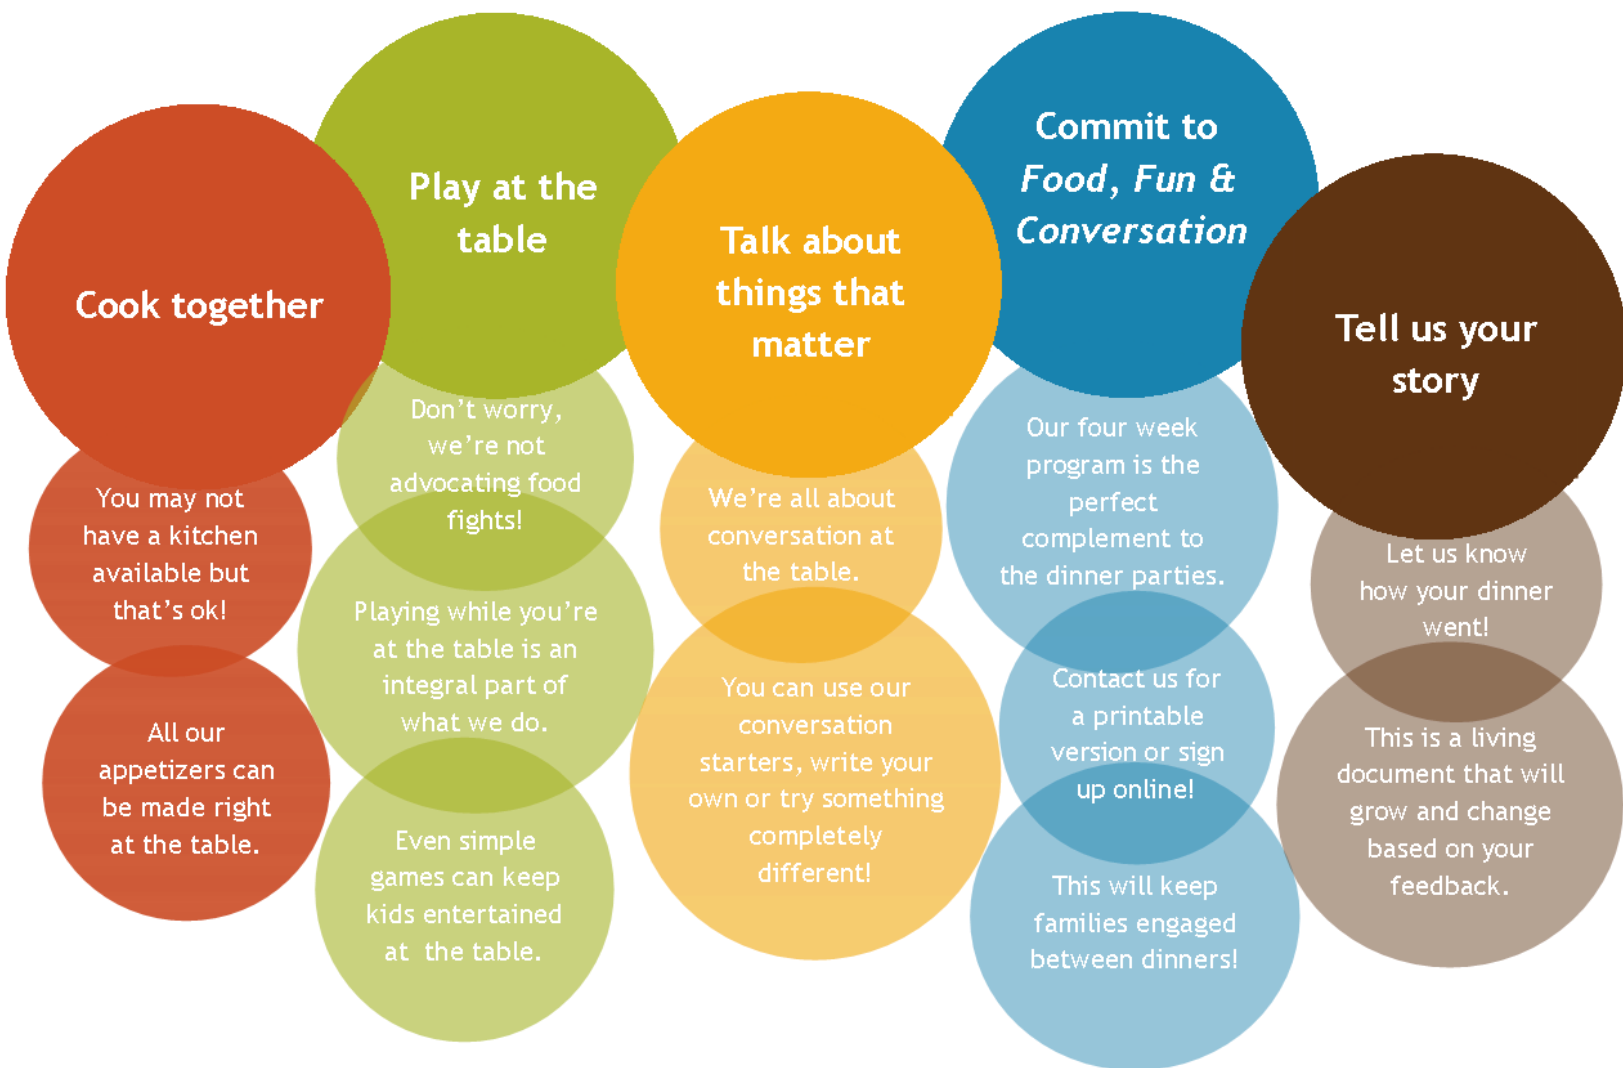 Cook together
You may not
have a kitchen
available but
that's ok!
All our
appetizers can
be made right
at the table.
Play at the
table
Don't worry,
we're not
advocating food
fights!
Playing while you're
at the table is an
integral part of
what we do.
Even simple
games can keep
kids entertained
at the table.
Talk about
things that
matter
We're all about
conversation at
the table.
You can use our
conversation
starters, write your
own or try something
completely
different!
Commit to
Food, Fun &
Conversation
Our four week
program is the
perfect
complement to
the dinner parties.
Contact us for
a printable
version or sign
up online!
This will keep
families engaged
between dinners!
Tell us your
story
Let us know
how your dinner
went!
This is a living
document that will
grow and change
based on your
feedback.